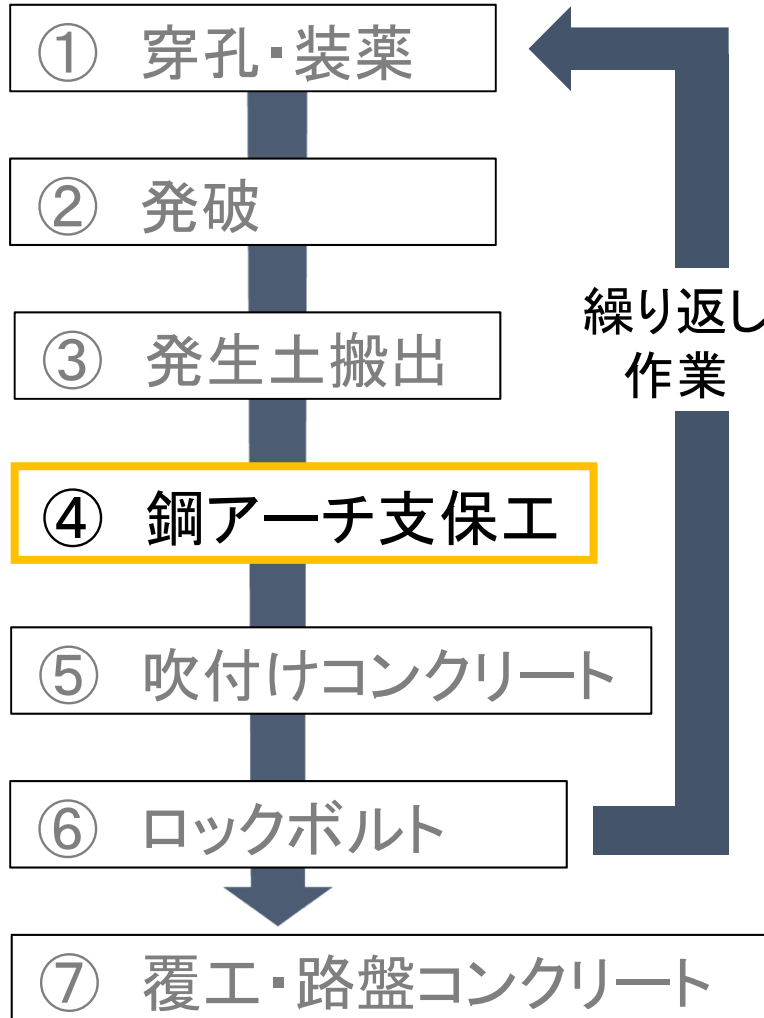 ① 穿孔・装薬
② 発破
③ 発生土搬出
繰り返し
作業
④ 鋼アーチ支保工
⑤ 吹付けコンクリート
⑥ ロックボルト
⑦ 覆工・路盤コンクリート